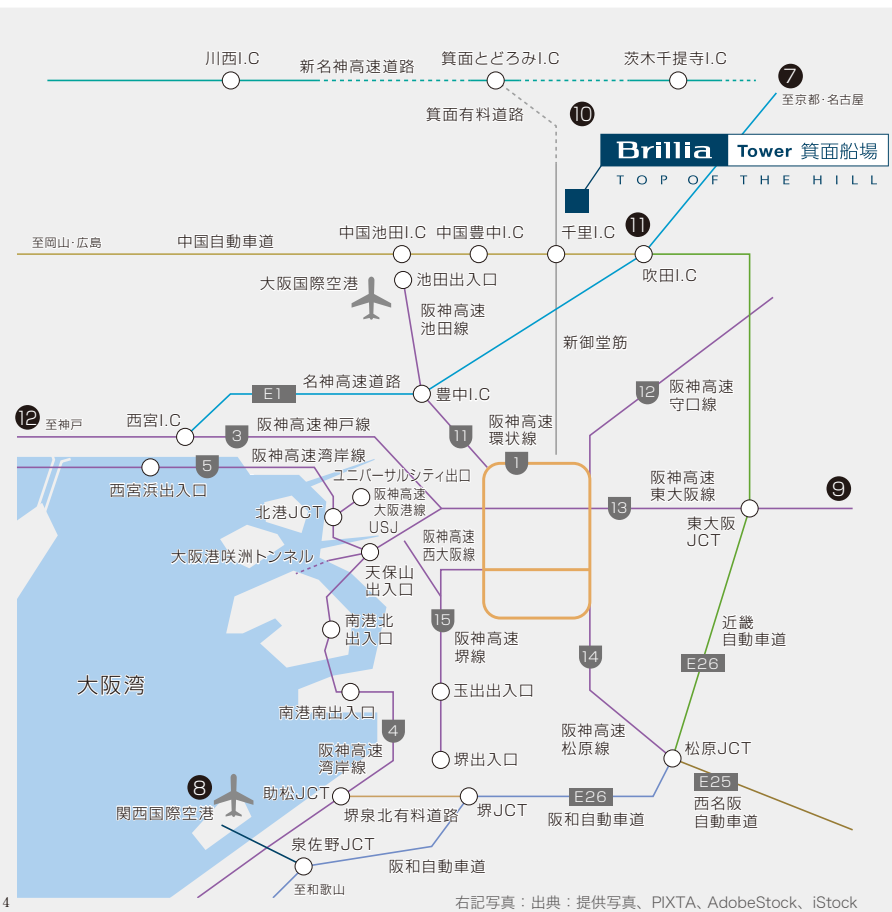 川西I.C
新名神高速道路
箕面とどろみI.C
茨木千提寺I.C
7
至京都・名古屋
箕面有料道路
10
Brillia Tower 箕面船場
TOP OF THE HILL
11
至岡山・広島
中国自動車道
中国池田I.C
中国豊中I.C
千里I.C
吹田I.C
大阪国際空港
池田出入口
阪神高速
池田線
新御堂筋
名神高速道路
E1
豊中I.C
12
阪神高速
守口線
12
至神戸
西宮I.C
3
阪神高速神戸線
11
阪神高速
環状線
1
阪神高速湾岸線
5
西宮浜出入口
ユニバーサルシティ出口
阪神高速
大阪港線
USJ
北港JCT
阪神高速
東大阪線
13
9
東大阪
JCT
大阪港咲洲トンネル
阪神高速
西大阪線
天保山
出入口
15
南港北
出入口
阪神高速
堺線
14
近畿
自動車道
E26
大阪湾
玉出出入口
南港南出入口
4
阪神高速
湾岸線
阪神高速
松原線
松原JCT
堺出入口
8
関西国際空港
助松JCT
堺泉北有料道路
堺JCT
E26
阪和自動車道
E25
西名阪
自動車道
泉佐野JCT
阪和自動車道
至和歌山
4
右記写真：出典：提供写真、PIXTA、AdobeStock、iStock